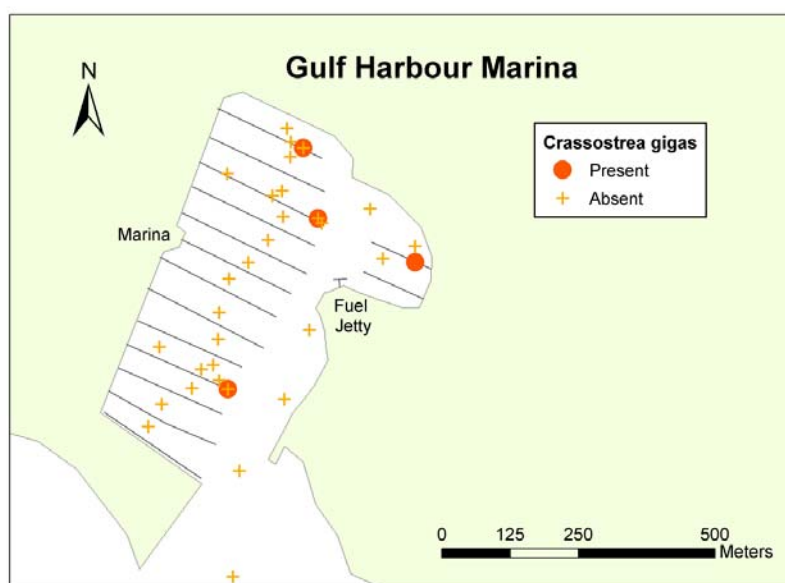 Gulf Harbour Marina
N
Crassostrea gigas
Present
Absent
Marina
Fuel
Jetty
0 125 250 500
Meters